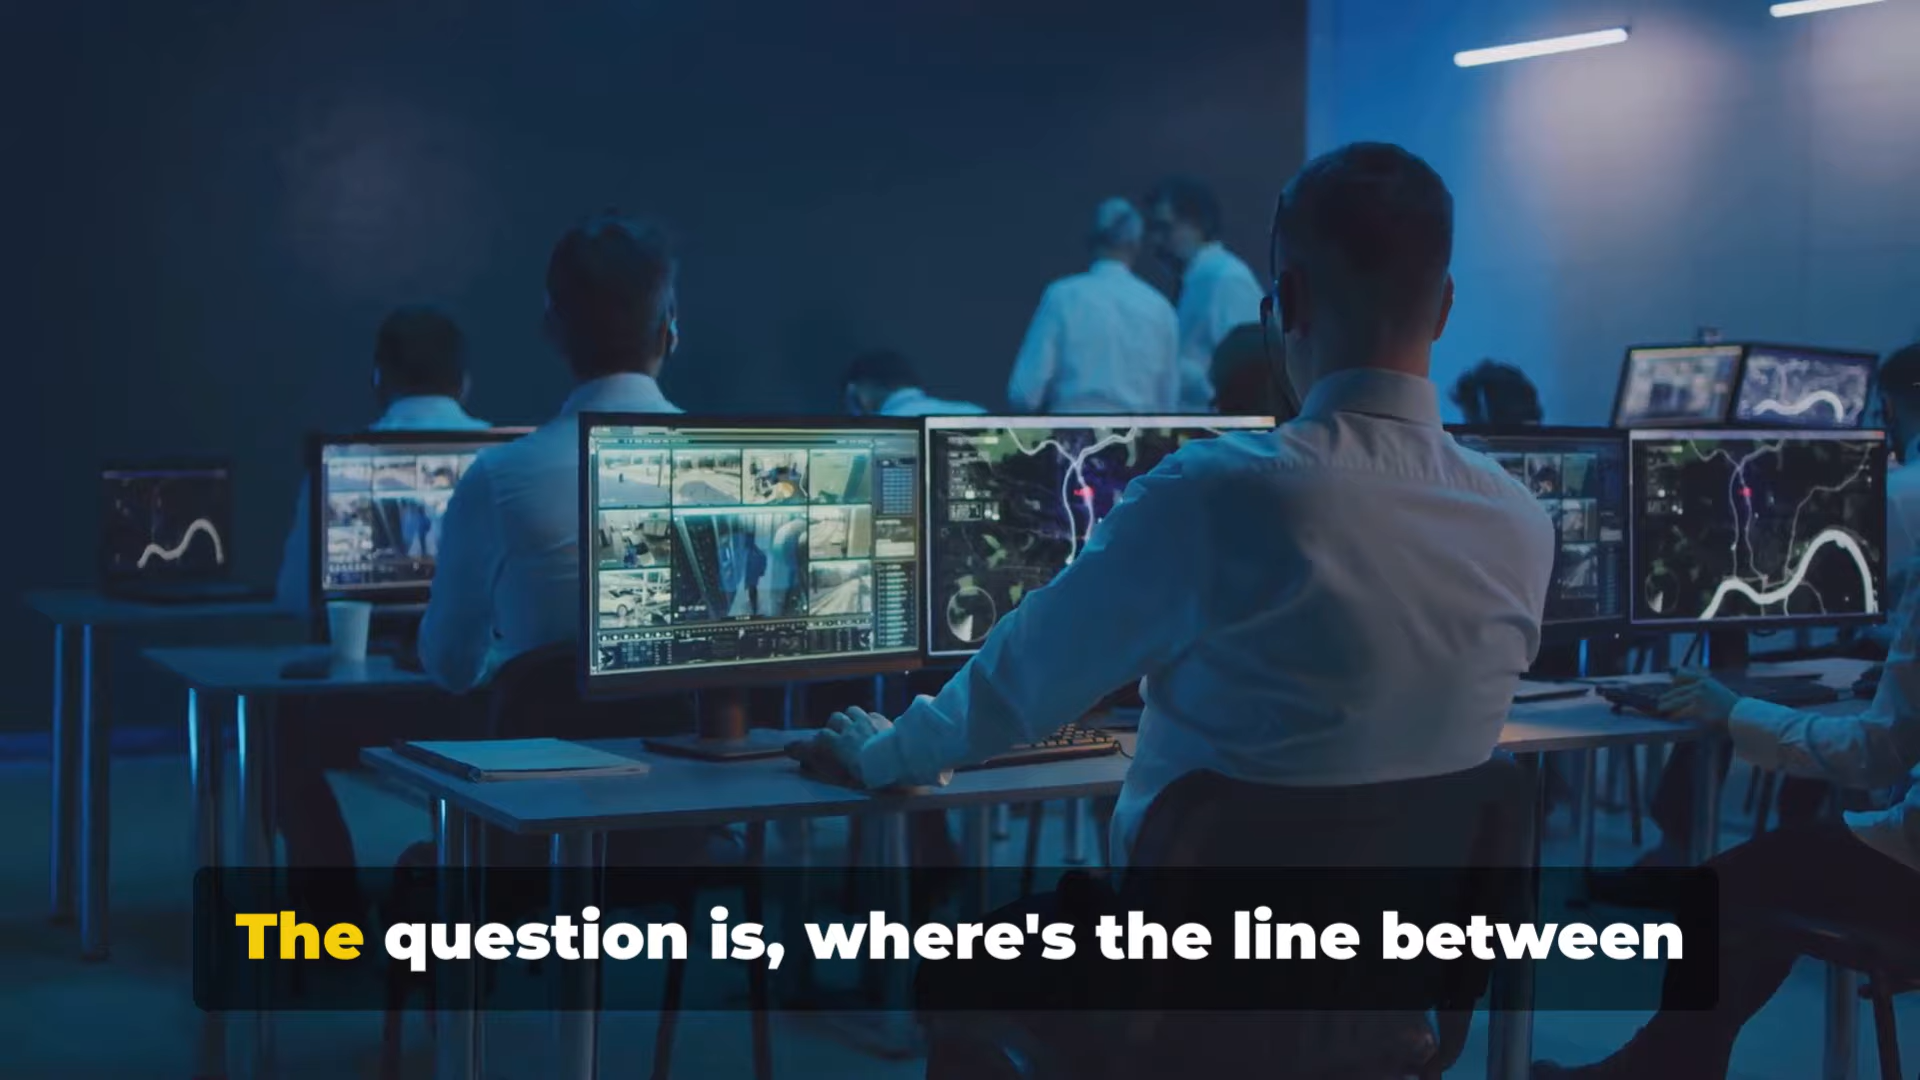 The question is, where's the line between